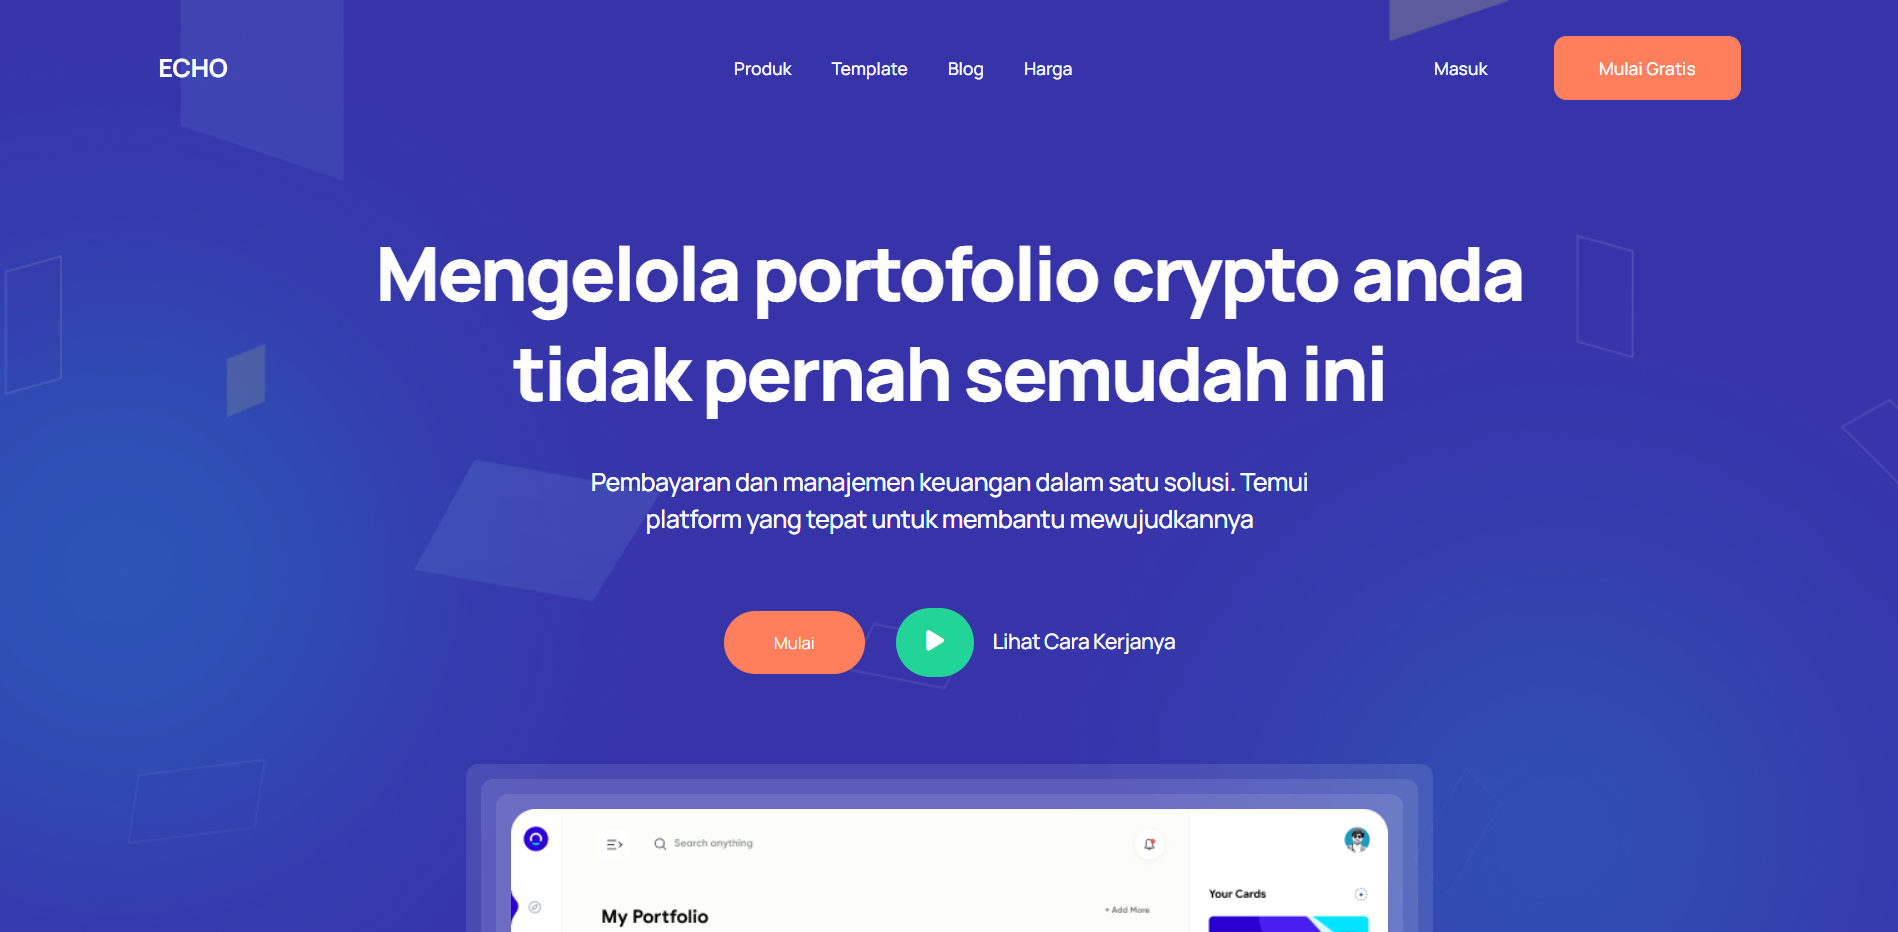 ECHO
Produk
Template
Blog
Harga
Masuk
Mulai Gratis
Mengelola portofolio crypto anda
tidak pernah semudah ini
Pembayaran dan manajemen keuangan dalam satu solusi. Temui
platform yang tepat untuk membantu mewujudkannya
Mulai
Lihat Cara Kerjanya
Search anything
My Portfolio
+ Add More
Your Cards